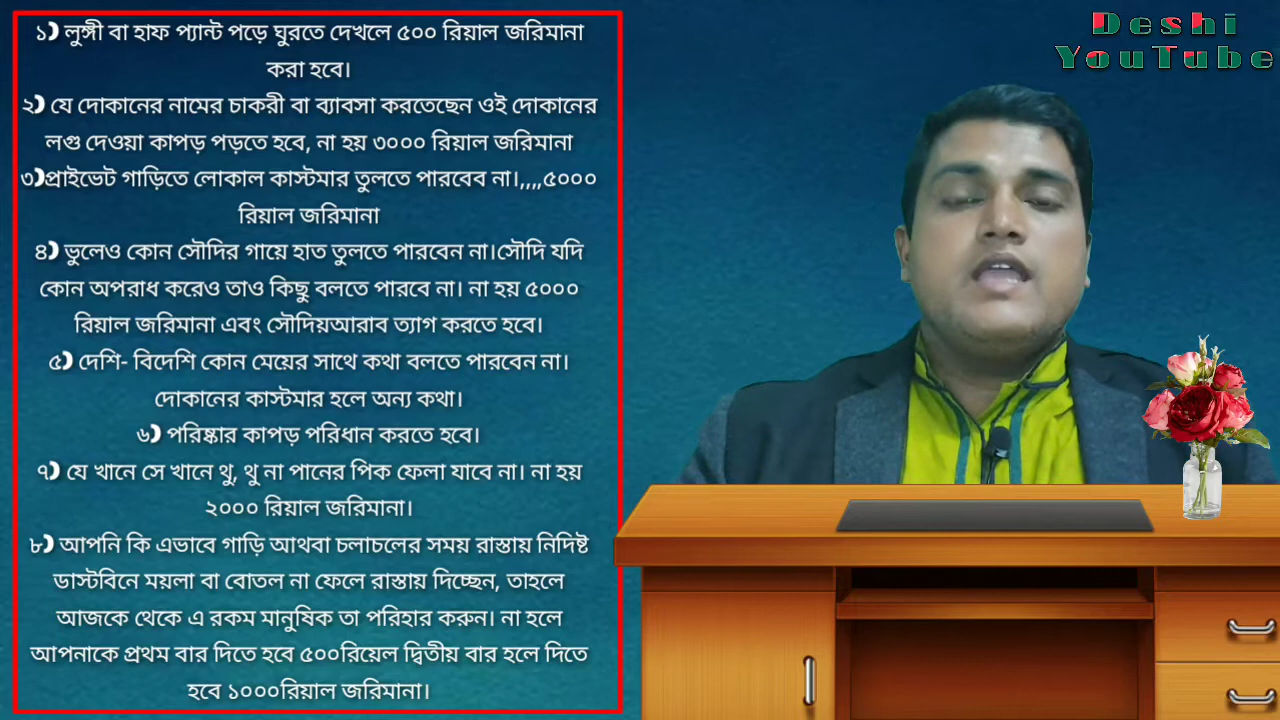 ১) লুঙ্গী বা হাফ প্যান্ট পড়ে ঘুরতে দেখলে ৫০০ রিয়াল জরিমানা
করা হবে।
২) যে দোকানের নামের চাকরী বা ব্যাবসা করতেছেন ওই দোকানের
লগু দেওয়া কাপড় পড়তে হবে, না হয় ৩০০০ রিয়াল জরিমানা
৩)প্রাইভেট গাড়িতে লোকাল কাস্টমার তুলতে পারবেব না।,,,,৫০০০
রিয়াল জরিমানা
৪) ভুলেও কোন সৌদির গায়ে হাত তুলতে পারবেন না।সৌদি যদি
কোন অপরাধ করেও তাও কিছু বলতে পারবে না। না হয় ৫০০০
রিয়াল জরিমানা এবং সৌদিয়আরাব ত্যাগ করতে হবে।
৫) দেশি- বিদেশি কোন মেয়ের সাথে কথা বলতে পারবেন না।
দোকানের কাস্টমার হলে অন্য কথা।
৬) পরিষ্কার কাপড় পরিধান করতে হবে।
৭) যে খানে সে খানে থু, থু না পানের পিক ফেলা যাবে না। না হয়
২০০০ রিয়াল জরিমানা।
৮) আপনি কি এভাবে গাড়ি আথবা চলাচলের সময় রাস্তায় নিদিষ্ট
ডাস্টবিনে ময়লা বা বোতল না ফেলে রাস্তায় দিচ্ছেন, তাহলে
আজকে থেকে এ রকম মানুষিক তা পরিহার করুন। না হলে
আপনাকে প্রথম বার দিতে হবে ৫০০রিয়েল দ্বিতীয় বার হলে দিতে
হবে ১০০০রিয়াল জরিমানা।
Deshi
YouTube